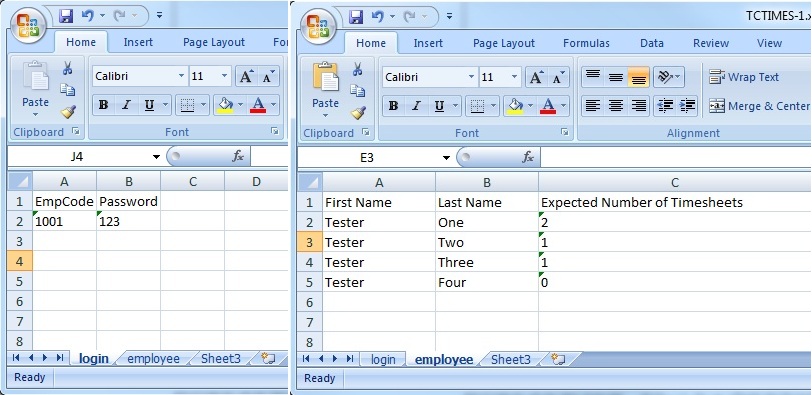 Home Insert Page Layout For
Calibri 11 A A
Paste
B I U A
Clipboard Font
J4 fx
A B C D
1 EmpCode Password
2 1001 123
3
4
5
6
7
8
login employee Sheet3
Ready
TCTIMES-1.x
Home Insert Page Layout Formulas Data Review View
Calibri 11 A A Wrap Text
Paste
B I U A Merge & Center
Clipboard Font Alignment
E3 fx
A B C
1 First Name Last Name Expected Number of Timesheets
2 Tester One 2
3 Tester Two 1
4 Tester Three 1
5 Tester Four 0
6
7
8
login employee Sheet3
Ready